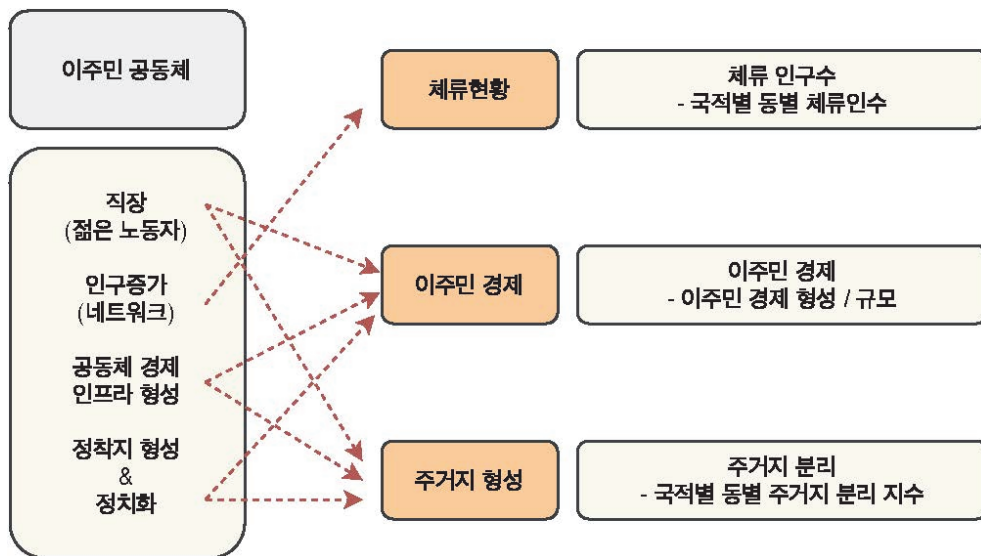 이주민 공동체
직장
(젊은 노동자)
인구증가
(네트워크)
공동체 경제
인프라 형성
정착지 형성
&
정치화
체류현황
체류 인구수
- 국적별 동별 체류인수
이주민 경제
이주민 경제
- 이주민 경제 형성 / 규모
주거지 형성
주거지 분리
- 국적별 동별 주거지 분리 지수